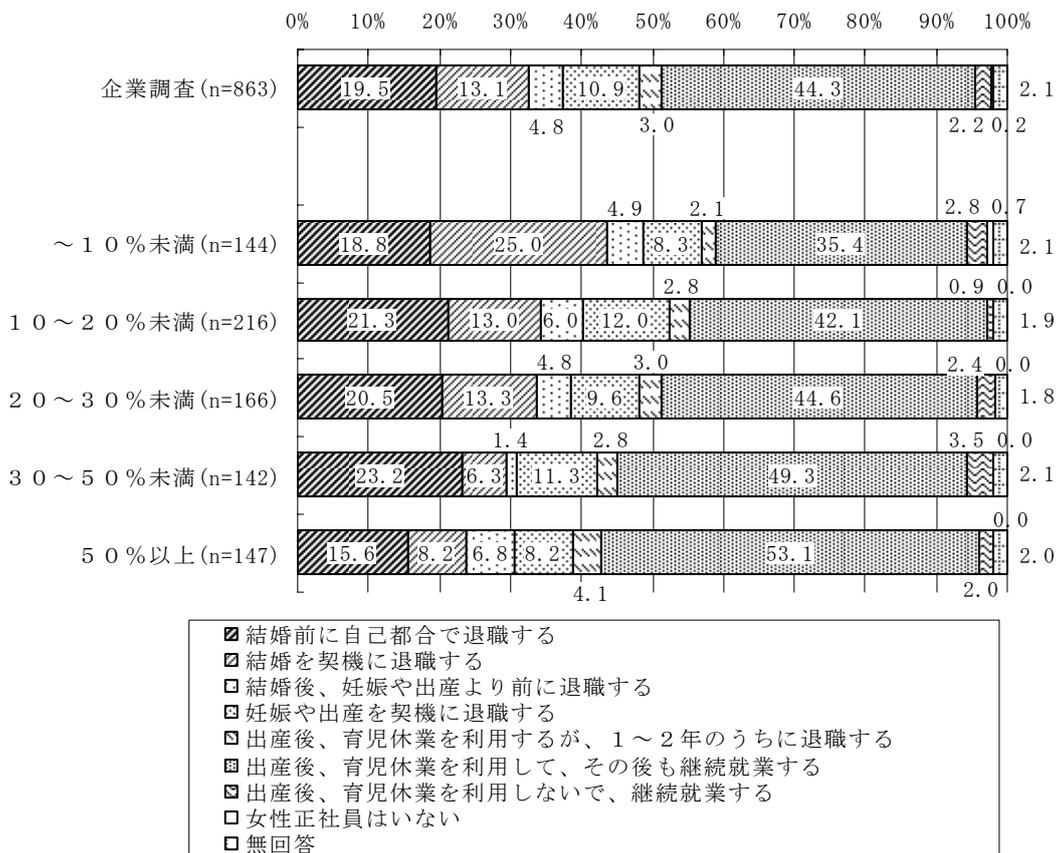 0% 10% 20% 30% 40% 50% 60% 70% 80% 90% 100%
企業調査(n=863) 19.5 13.1 10.9 44.3 2.1
4.8 3.0 2.2 0.2
4.9 2.1 2.8 0.7
～１０％未満(n=144) 18.8 25.0 8.3 35.4 2.1
2.8 0.9 0.0
１０～２０％未満(n=216) 21.3 13.0 6.0 12.0 42.1 1.9
4.8 3.0 2.4 0.0
２０～３０％未満(n=166) 20.5 13.3 9.6 44.6 1.8
1.4 2.8 3.5 0.0
３０～５０％未満(n=142) 23.2 6.3 11.3 49.3 2.1
0.0
５０％以上(n=147) 15.6 8.2 6.8 8.2 53.1 2.0
4.1 2.0
結婚前に自己都合で退職する
結婚を契機に退職する
結婚後、妊娠や出産より前に退職する
妊娠や出産を契機に退職する
出産後、育児休業を利用するが、１～２年のうちに退職する
出産後、育児休業を利用して、その後も継続就業する
出産後、育児休業を利用しないで、継続就業する
女性正社員はいない
無回答